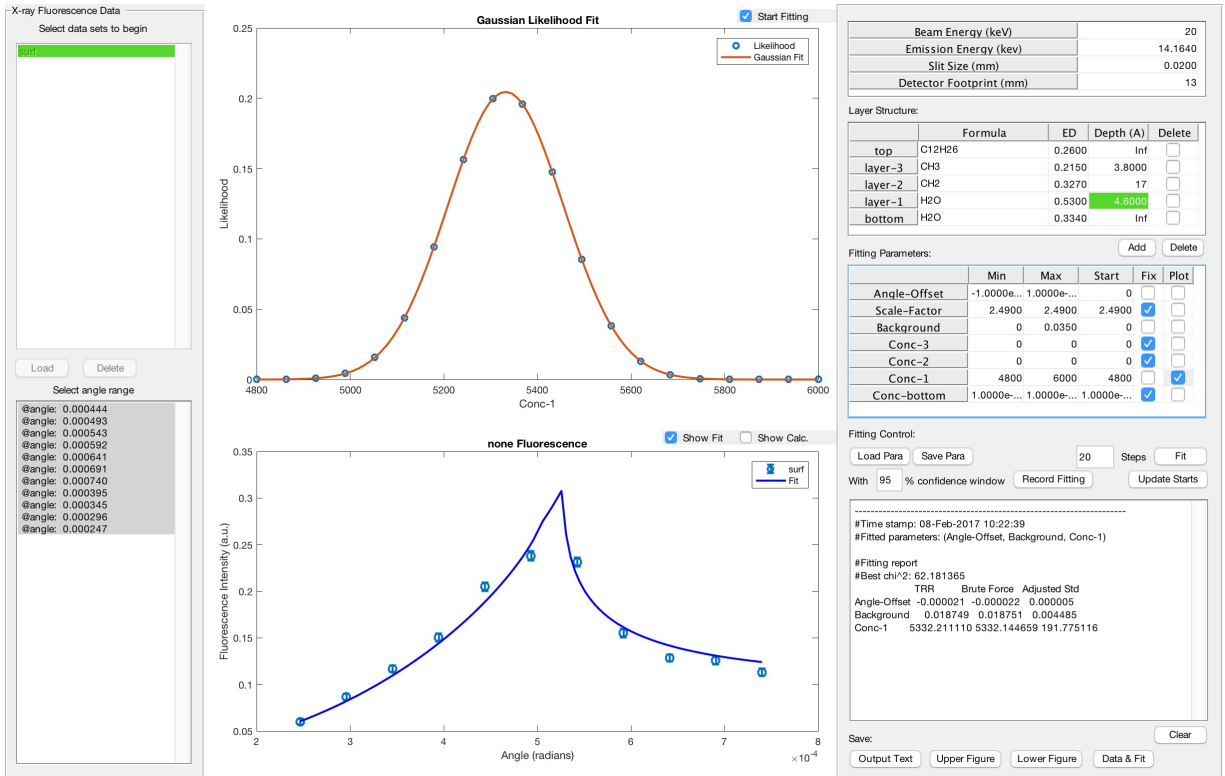 X-ray Fluorescence Data
Select data sets to begin
surf
Load Delete
Select angle range
@angle: 0.000444
@angle: 0.000493
@angle: 0.000543
@angle: 0.000592
@angle: 0.000641
@angle: 0.000691
@angle: 0.000740
@angle: 0.000395
@angle: 0.000345
@angle: 0.000296
@angle: 0.000247
Start Fitting
Gaussian Likelihood Fit
Likelihood
Gaussian Fit
0.25
0.2
0.15
0.1
0.05
0
Likelihood
4800 5000 5200 5400 5600 5800 6000
Conc-1
Show Fit Show Calc.
none Fluorescence
surf
Fit
0.35
0.3
0.25
0.2
0.15
0.1
0.05
Fluorescence Intensity (a.u.)
2 3 4 5 6 7 8
Angle (radians)
×10⁻⁴
Beam Energy (keV) 20
Emission Energy (kev) 14.1640
Slit Size (mm) 0.0200
Detector Footprint (mm) 13
Layer Structure:
Formula ED Depth (A) Delete
top C12H26 0.2600 Inf
layer-3 CH3 0.2150 3.8000
layer-2 CH2 0.3270 17
layer-1 H2O 0.5300 4.6000
bottom H2O 0.3340 Inf
Add Delete
Fitting Parameters:
Min Max Start Fix Plot
Angle-Offset -1.0000e... 1.0000e-... 0
Scale-Factor 2.4900 2.4900 2.4900
Background 0 0.0350 0
Conc-3 0 0 0
Conc-2 0 0 0
Conc-1 4800 6000 4800
Conc-bottom 1.0000e-... 1.0000e-... 1.0000e-...
Fitting Control:
Load Para Save Para 20 Steps Fit
With 95 % confidence window Record Fitting Update Starts
--------------------------------------------------------------------
#Time stamp: 08-Feb-2017 10:22:39
#Fitted parameters: (Angle-Offset, Background, Conc-1)
#Fitting report
#Best chi^2: 62.181365
TRR Brute Force Adjusted Std
Angle-Offset -0.000021 -0.000022 0.000005
Background 0.018749 0.018751 0.004485
Conc-1 5332.211110 5332.144659 191.775116
Clear
Save:
Output Text Upper Figure Lower Figure Data & Fit